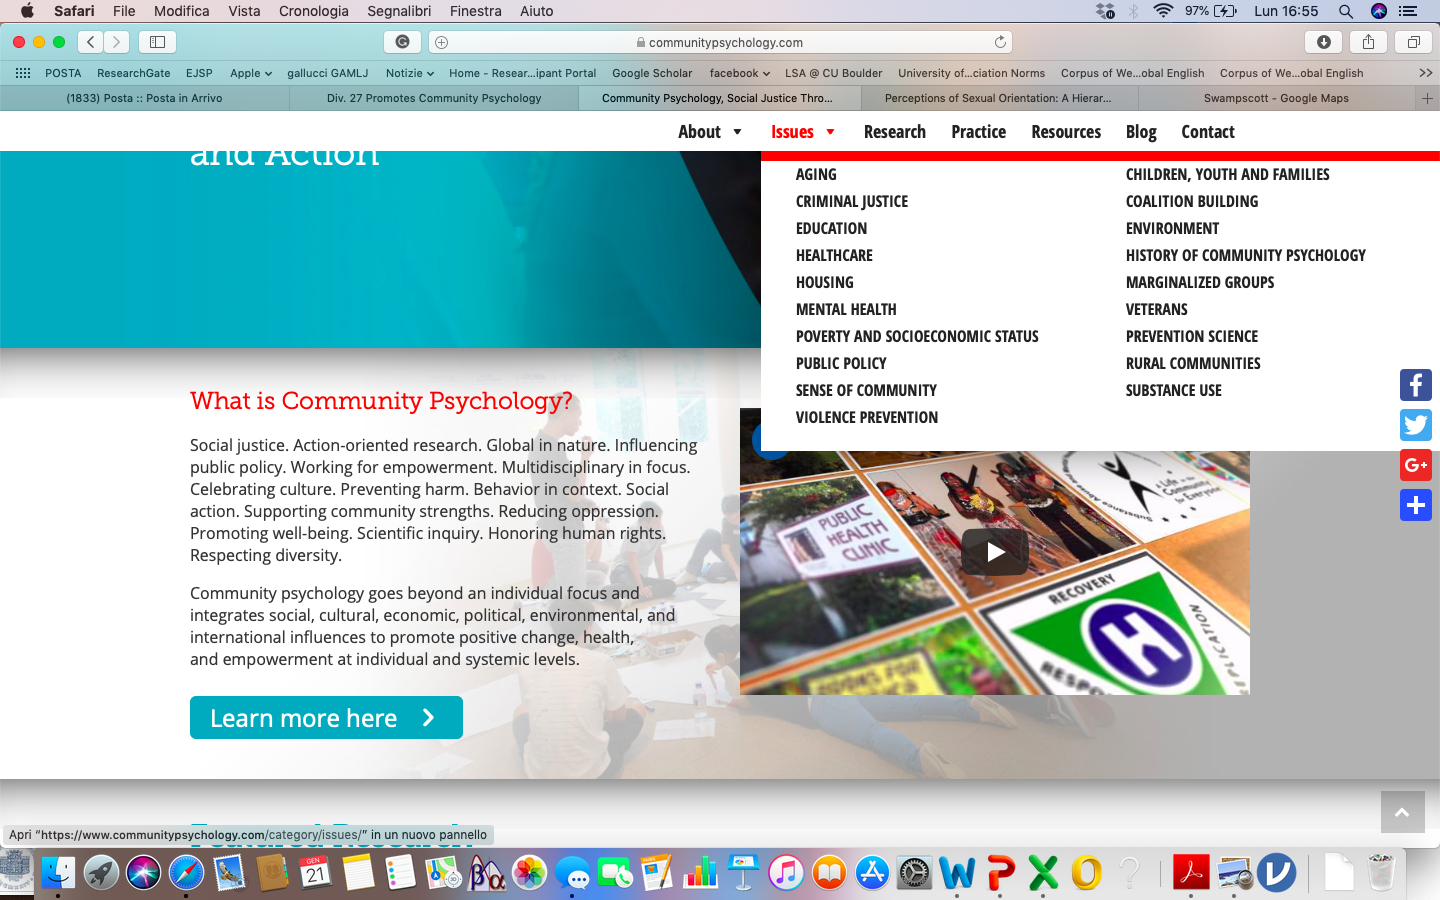 Safari File Modifica Vista Cronologia Segnalibri Finestra Aiuto 97% Lun 16:55
communitypsychology.com
POSTA ResearchGate EJSP Apple gallucci GAMLJ Notizie Home - Resear...ipant Portal Google Scholar facebook LSA @ CU Boulder University of...ciation Norms Corpus of We...obal English Corpus of We...obal English
(1833) Posta :: Posta in Arrivo Div. 27 Promotes Community Psychology Community Psychology, Social Justice Thro... Perceptions of Sexual Orientation: A Hierar... Swampscott - Google Maps
About Issues Research Practice Resources Blog Contact
and Action
AGING
CRIMINAL JUSTICE
EDUCATION
HEALTHCARE
HOUSING
MENTAL HEALTH
POVERTY AND SOCIOECONOMIC STATUS
PUBLIC POLICY
SENSE OF COMMUNITY
VIOLENCE PREVENTION
CHILDREN, YOUTH AND FAMILIES
COALITION BUILDING
ENVIRONMENT
HISTORY OF COMMUNITY PSYCHOLOGY
MARGINALIZED GROUPS
VETERANS
PREVENTION SCIENCE
RURAL COMMUNITIES
SUBSTANCE USE
What is Community Psychology?
Social justice. Action-oriented research. Global in nature. Influencing
public policy. Working for empowerment. Multidisciplinary in focus.
Celebrating culture. Preventing harm. Behavior in context. Social
action. Supporting community strengths. Reducing oppression.
Promoting well-being. Scientific inquiry. Honoring human rights.
Respecting diversity.
Community psychology goes beyond an individual focus and
integrates social, cultural, economic, political, environmental, and
international influences to promote positive change, health,
and empowerment at individual and systemic levels.
Learn more here
PUBLIC
HEALTH
CLINIC
A Life in the
Community
for Everyone
RECOVERY
H
Featured Research
Apri “https://www.communitypsychology.com/category/issues/” in un nuovo pannello
GEN
21